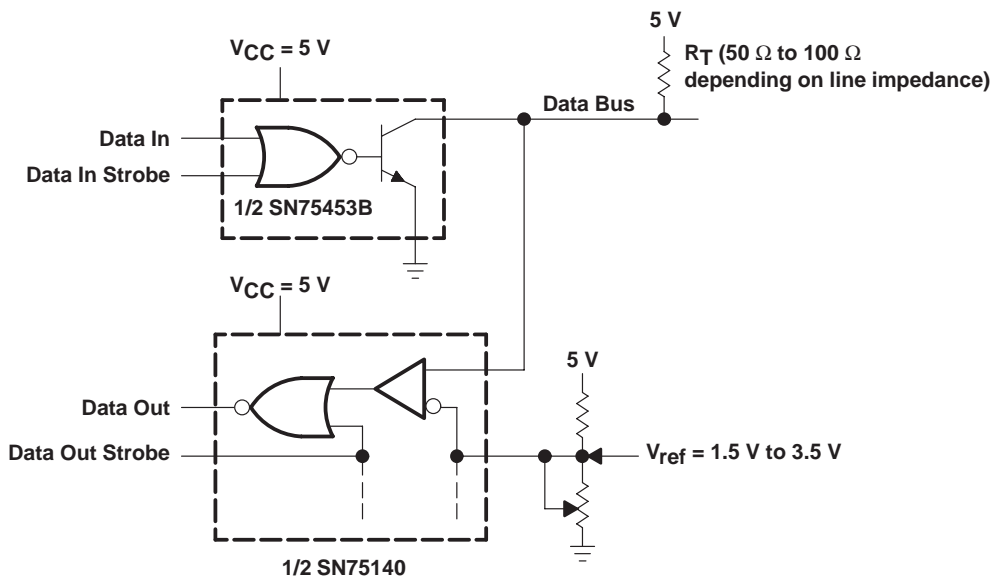 5 V
RT (50 Ω to 100 Ω
depending on line impedance)
VCC = 5 V
Data Bus
Data In
Data In Strobe
1/2 SN75453B
VCC = 5 V
5 V
Data Out
Data Out Strobe
Vref = 1.5 V to 3.5 V
1/2 SN75140